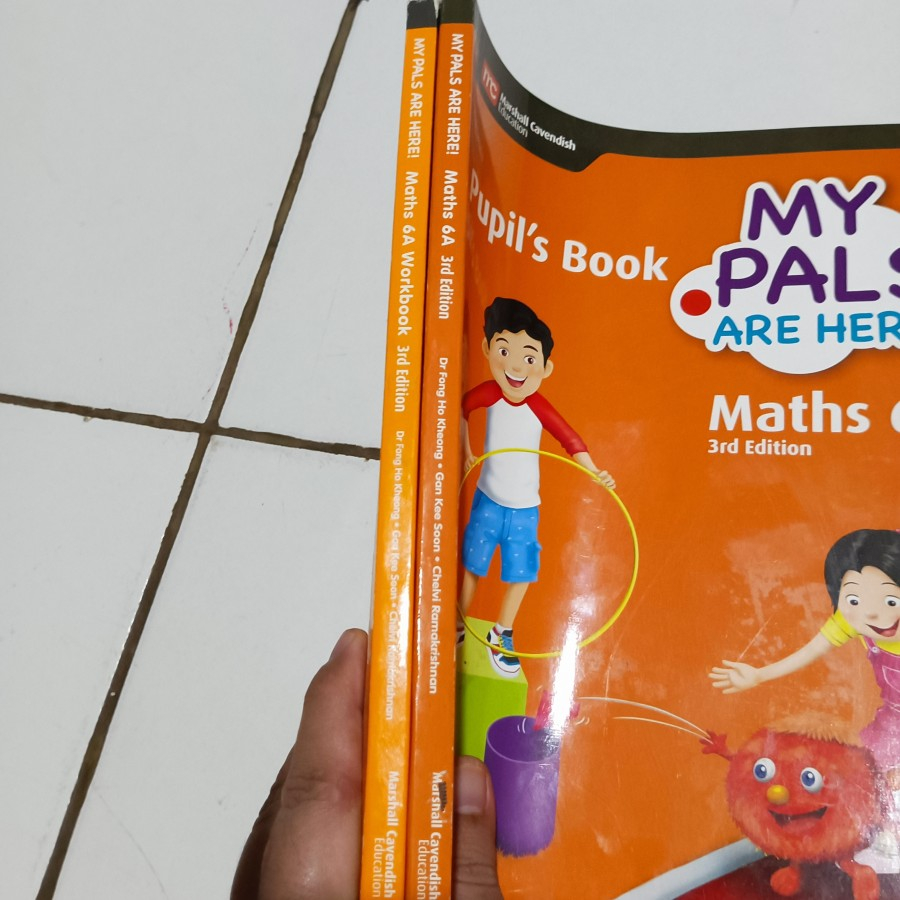 MY PALS ARE HERE! Maths 6A Workbook 3rd Edition Dr Fong Ho Kheong • Gan Kee Soon • Chelvi Ramakrishnan Marshall Cavendish Education
MY PALS ARE HERE! Maths 6A 3rd Edition Dr Fong Ho Kheong • Gan Kee Soon • Chelvi Ramakrishnan Marshall Cavendish Education
Marshall Cavendish
Education
Pupil's Book
MY
PALS
ARE HER
Maths
3rd Edition